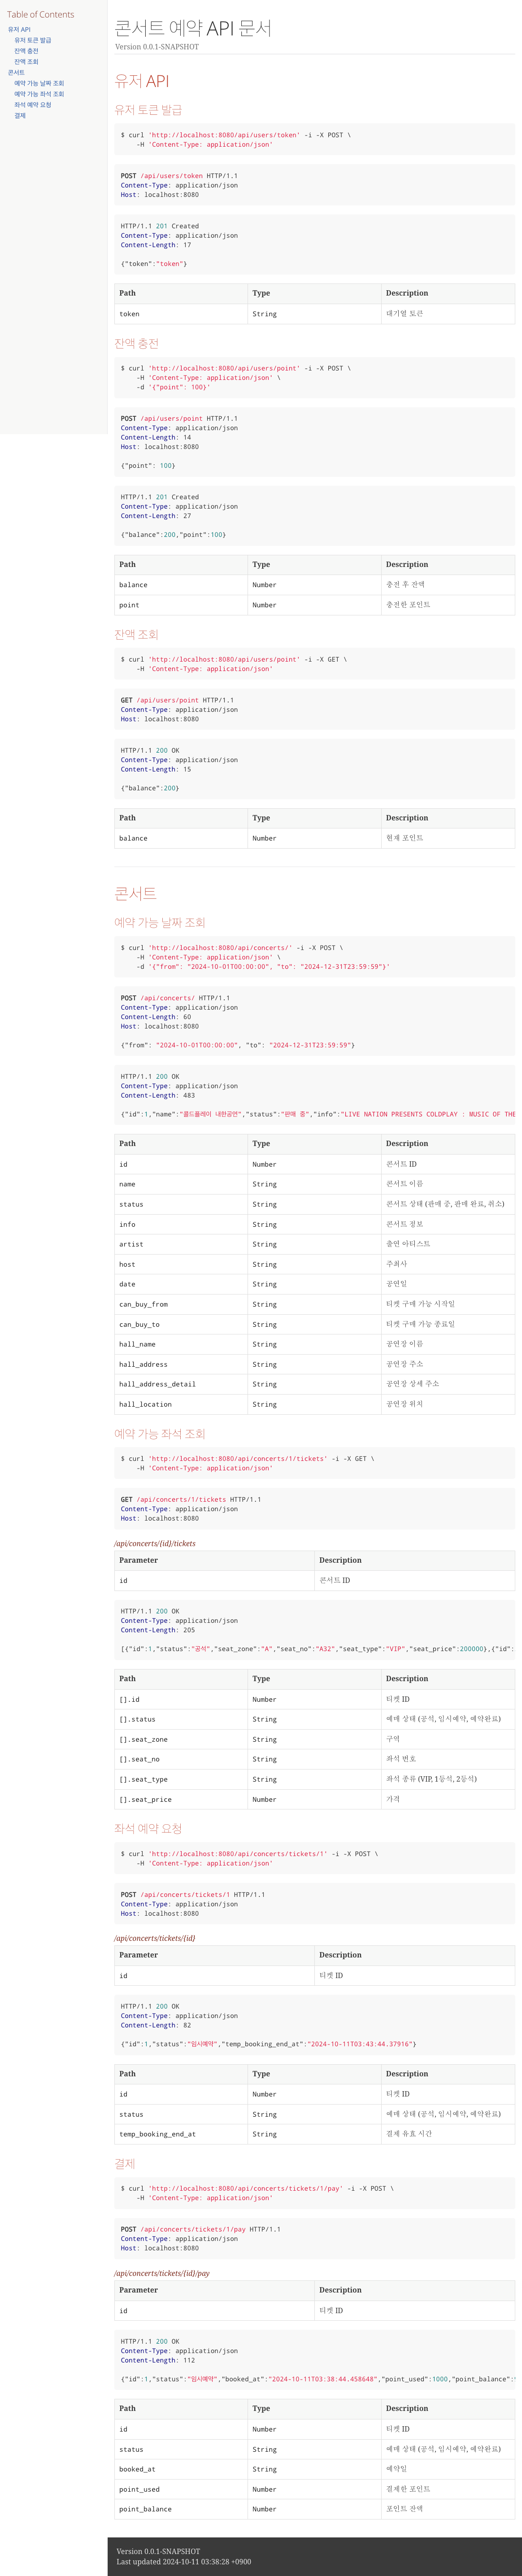 Table of Contents
유저 API
유저 토큰 발급
잔액 충전
잔액 조회
콘서트
예약 가능 날짜 조회
예약 가능 좌석 조회
좌석 예약 요청
결제
콘서트 예약 API 문서
Version 0.0.1-SNAPSHOT
유저 API
유저 토큰 발급
$ curl 'http://localhost:8080/api/users/token' -i -X POST \
-H 'Content-Type: application/json'
POST /api/users/token HTTP/1.1
Content-Type: application/json
Host: localhost:8080
HTTP/1.1 201 Created
Content-Type: application/json
Content-Length: 17
{"token":"token"}
Path Type Description
token String 대기열 토큰
잔액 충전
$ curl 'http://localhost:8080/api/users/point' -i -X POST \
-H 'Content-Type: application/json' \
-d '{"point": 100}'
POST /api/users/point HTTP/1.1
Content-Type: application/json
Content-Length: 14
Host: localhost:8080
{"point": 100}
HTTP/1.1 201 Created
Content-Type: application/json
Content-Length: 27
{"balance":200,"point":100}
Path Type Description
balance Number 충전 후 잔액
point Number 충전한 포인트
잔액 조회
$ curl 'http://localhost:8080/api/users/point' -i -X GET \
-H 'Content-Type: application/json'
GET /api/users/point HTTP/1.1
Content-Type: application/json
Host: localhost:8080
HTTP/1.1 200 OK
Content-Type: application/json
Content-Length: 15
{"balance":200}
Path Type Description
balance Number 현재 포인트
콘서트
예약 가능 날짜 조회
$ curl 'http://localhost:8080/api/concerts/' -i -X POST \
-H 'Content-Type: application/json' \
-d '{"from": "2024-10-01T00:00:00", "to": "2024-12-31T23:59:59"}'
POST /api/concerts/ HTTP/1.1
Content-Type: application/json
Content-Length: 60
Host: localhost:8080
{"from": "2024-10-01T00:00:00", "to": "2024-12-31T23:59:59"}
HTTP/1.1 200 OK
Content-Type: application/json
Content-Length: 483
{"id":1,"name":"콜드플레이 내한공연","status":"판매 중","info":"LIVE NATION PRESENTS COLDPLAY : MUSIC OF THE
Path Type Description
id Number 콘서트 ID
name String 콘서트 이름
status String 콘서트 상태 (판매 중, 판매 완료, 취소)
info String 콘서트 정보
artist String 출연 아티스트
host String 주최사
date String 공연일
can_buy_from String 티켓 구매 가능 시작일
can_buy_to String 티켓 구매 가능 종료일
hall_name String 공연장 이름
hall_address String 공연장 주소
hall_address_detail String 공연장 상세 주소
hall_location String 공연장 위치
예약 가능 좌석 조회
$ curl 'http://localhost:8080/api/concerts/1/tickets' -i -X GET \
-H 'Content-Type: application/json'
GET /api/concerts/1/tickets HTTP/1.1
Content-Type: application/json
Host: localhost:8080
/api/concerts/{id}/tickets
Parameter Description
id 콘서트 ID
HTTP/1.1 200 OK
Content-Type: application/json
Content-Length: 205
[{"id":1,"status":"공석","seat_zone":"A","seat_no":"A32","seat_type":"VIP","seat_price":200000},{"id":
Path Type Description
[].id Number 티켓 ID
[].status String 예매 상태 (공석, 임시예약, 예약완료)
[].seat_zone String 구역
[].seat_no String 좌석 번호
[].seat_type String 좌석 종류 (VIP, 1등석, 2등석)
[].seat_price Number 가격
좌석 예약 요청
$ curl 'http://localhost:8080/api/concerts/tickets/1' -i -X POST \
-H 'Content-Type: application/json'
POST /api/concerts/tickets/1 HTTP/1.1
Content-Type: application/json
Host: localhost:8080
/api/concerts/tickets/{id}
Parameter Description
id 티켓 ID
HTTP/1.1 200 OK
Content-Type: application/json
Content-Length: 82
{"id":1,"status":"임시예약","temp_booking_end_at":"2024-10-11T03:43:44.37916"}
Path Type Description
id Number 티켓 ID
status String 예매 상태 (공석, 임시예약, 예약완료)
temp_booking_end_at String 결제 유효 시간
결제
$ curl 'http://localhost:8080/api/concerts/tickets/1/pay' -i -X POST \
-H 'Content-Type: application/json'
POST /api/concerts/tickets/1/pay HTTP/1.1
Content-Type: application/json
Host: localhost:8080
/api/concerts/tickets/{id}/pay
Parameter Description
id 티켓 ID
HTTP/1.1 200 OK
Content-Type: application/json
Content-Length: 112
{"id":1,"status":"임시예약","booked_at":"2024-10-11T03:38:44.458648","point_used":1000,"point_balance":
Path Type Description
id Number 티켓 ID
status String 예매 상태 (공석, 임시예약, 예약완료)
booked_at String 예약일
point_used Number 결제한 포인트
point_balance Number 포인트 잔액
Version 0.0.1-SNAPSHOT
Last updated 2024-10-11 03:38:28 +0900